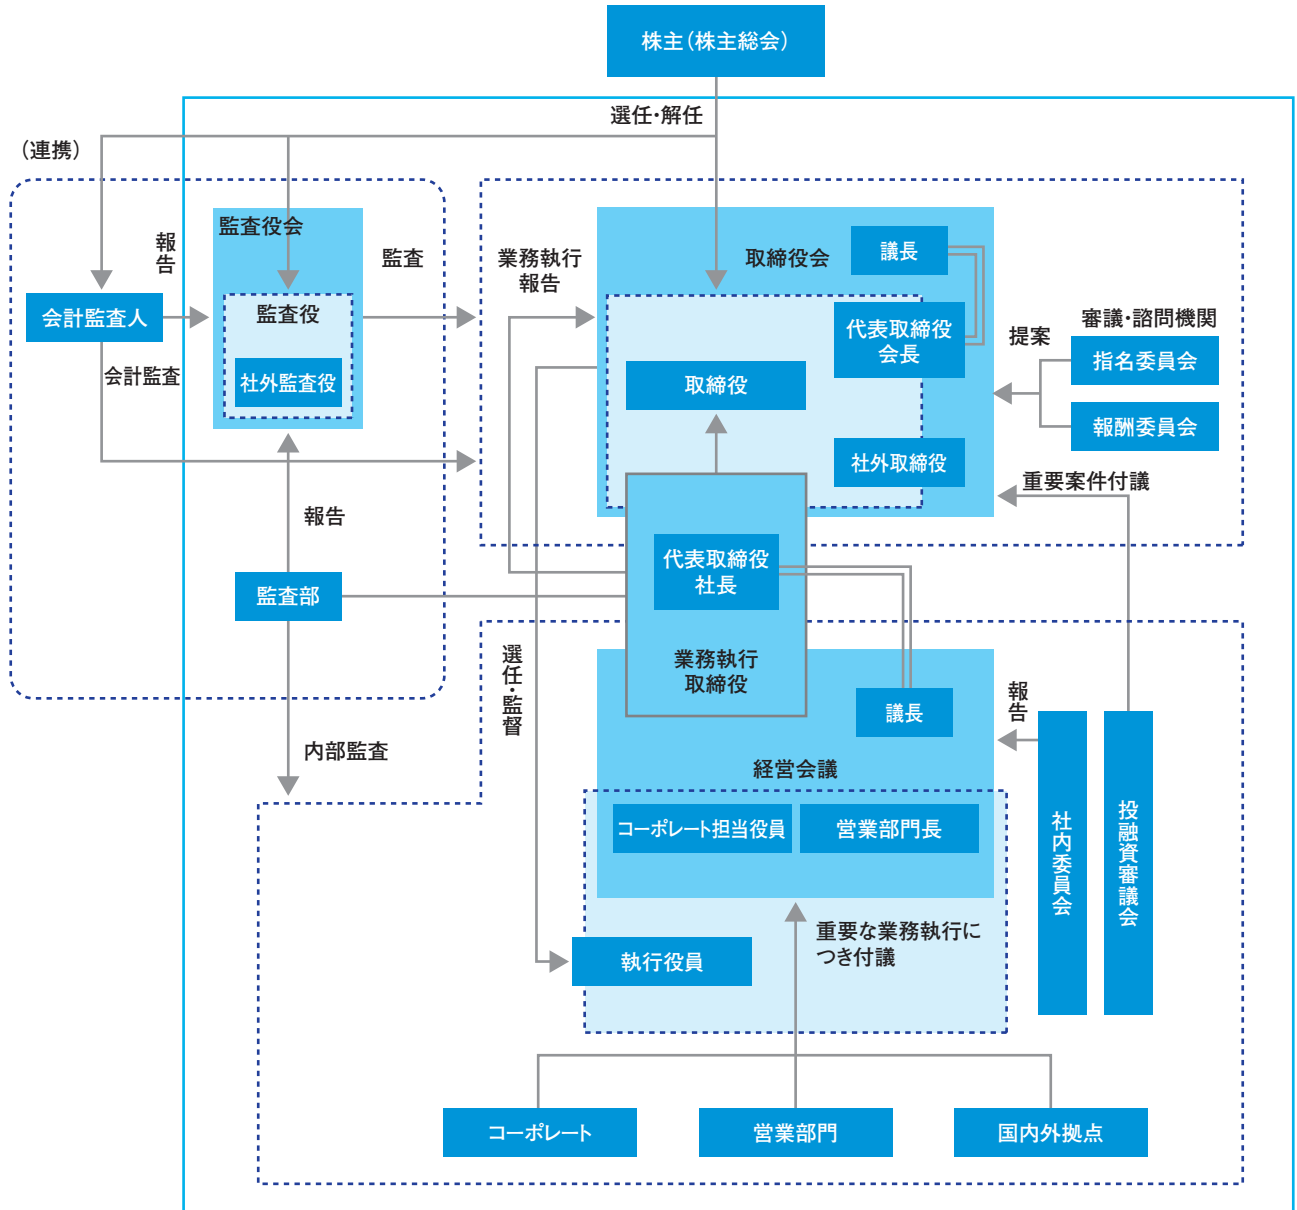 株主（株主総会）
選任・解任
（連携）
監査役会
報告
監査
業務執行
報告
取締役会
議長
会計監査人
監査役
社外監査役
会計監査
代表取締役
会長
取締役
社外取締役
提案
審議・諮問機関
指名委員会
報酬委員会
重要案件付議
報告
監査部
代表取締役
社長
業務執行
取締役
選任・監督
議長
報告
内部監査
経営会議
コーポレート担当役員
営業部門長
社内委員会
投融資審議会
重要な業務執行に
つき付議
執行役員
コーポレート
営業部門
国内外拠点